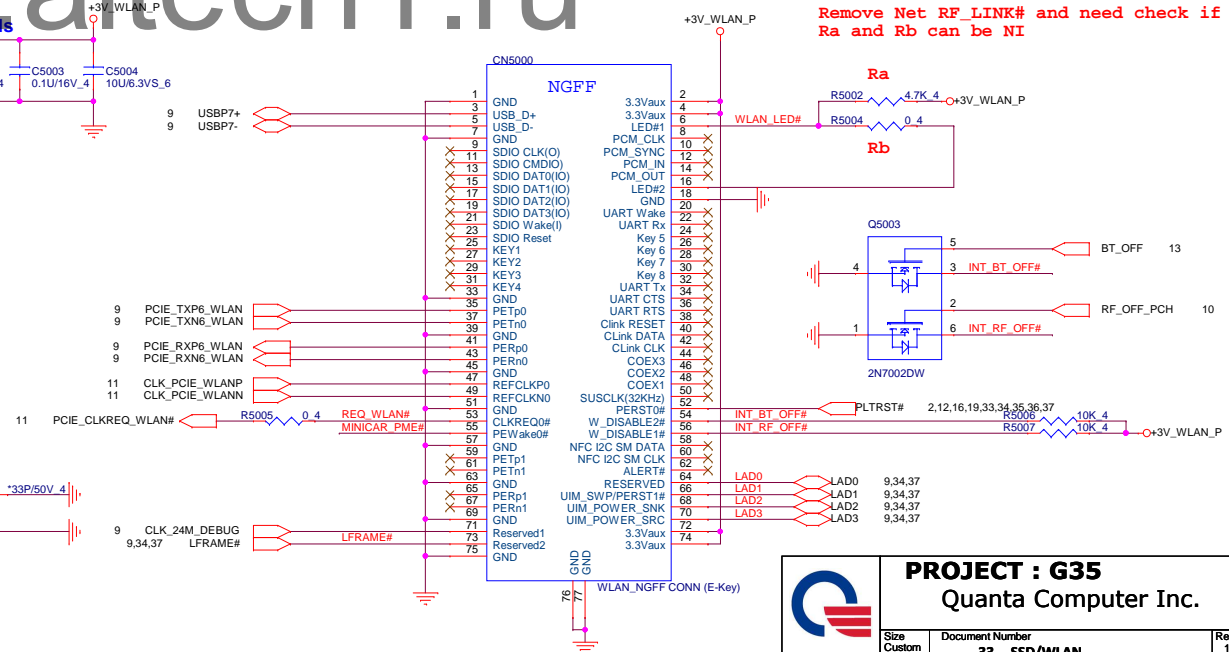 +3V_WLAN_P
C5003
0.1U/16V_4
C5004
10U/6.3VS_6
+3V_WLAN_P
Remove Net RF_LINK# and need check if
Ra and Rb can be NI
Ra
R5002 4.7K_4 +3V_WLAN_P
WLAN_LED#
R5004 0_4
Rb
CN5000
NGFF
9 USBP7+
9 USBP7-
1 GND
3 USB_D+
5 USB_D-
7 GND
9 SDIO CLK(O)
11 SDIO CMDIO)
13 SDIO DAT0(IO)
15 SDIO DAT1(IO)
17 SDIO DAT2(IO)
19 SDIO DAT3(IO)
21 SDIO Wake(I)
23 SDIO Reset
25 KEY1
27 KEY2
29 KEY3
31 KEY4
33 GND
35 PETp0
37 PETn0
39 GND
41 PERp0
43 PERn0
45 GND
47 REFCLKP0
49 REFCLKN0
51 GND
53 CLKREQ0#
55 PEWake0#
57 GND
59 PETp1
61 PETn1
63 GND
65 PERp1
67 PERn1
69 GND
71 Reserved1
73 Reserved2
75 GND
3.3Vaux 2
3.3Vaux 4
LED#1 6
PCM_CLK 8
PCM_SYNC 10
PCM_IN 12
PCM_OUT 14
LED#2 16
GND 18
UART Wake 20
UART Rx 22
Key 5 24
Key 6 26
Key 7 28
Key 8 30
UART Tx 32
UART CTS 34
UART RTS 36
Clink RESET 38
CLink DATA 40
CLink CLK 42
COEX3 44
COEX2 46
COEX1 48
SUSCLK(32KHz) 50
PERST0# 52
W_DISABLE2# 54
W_DISABLE1# 56
NFC I2C SM DATA 58
NFC I2C SM CLK 60
ALERT# 62
RESERVED 64
UIM_SWP/PERST1# 66
UIM_POWER_SNK 68
UIM_POWER_SRC 70
3.3Vaux 72
3.3Vaux 74
GND 76
GND 77
WLAN_NGFF CONN (E-Key)
9 PCIE_TXP6_WLAN
9 PCIE_TXN6_WLAN
9 PCIE_RXP6_WLAN
9 PCIE_RXN6_WLAN
11 CLK_PCIE_WLANP
11 CLK_PCIE_WLANN
11 PCIE_CLKREQ_WLAN# R5005 0_4 REQ_WLAN#
MINICAR_PME#
*33P/50V_4
9 CLK_24M_DEBUG
9,34,37 LFRAME# LFRAME#
Q5003
5 BT_OFF 13
4 3 INT_BT_OFF#
2 RF_OFF_PCH 10
1 6 INT_RF_OFF#
2N7002DW
PLTRST# 2,12,16,19,33,34,35,36,37
INT_BT_OFF# R5006 10K_4
INT_RF_OFF# R5007 10K_4 +3V_WLAN_P
LAD0 LAD0 9,34,37
LAD1 LAD1 9,34,37
LAD2 LAD2 9,34,37
LAD3 LAD3 9,34,37
PROJECT : G35
Quanta Computer Inc.
Size
Custom
Document Number
33 -- SSD/WLAN